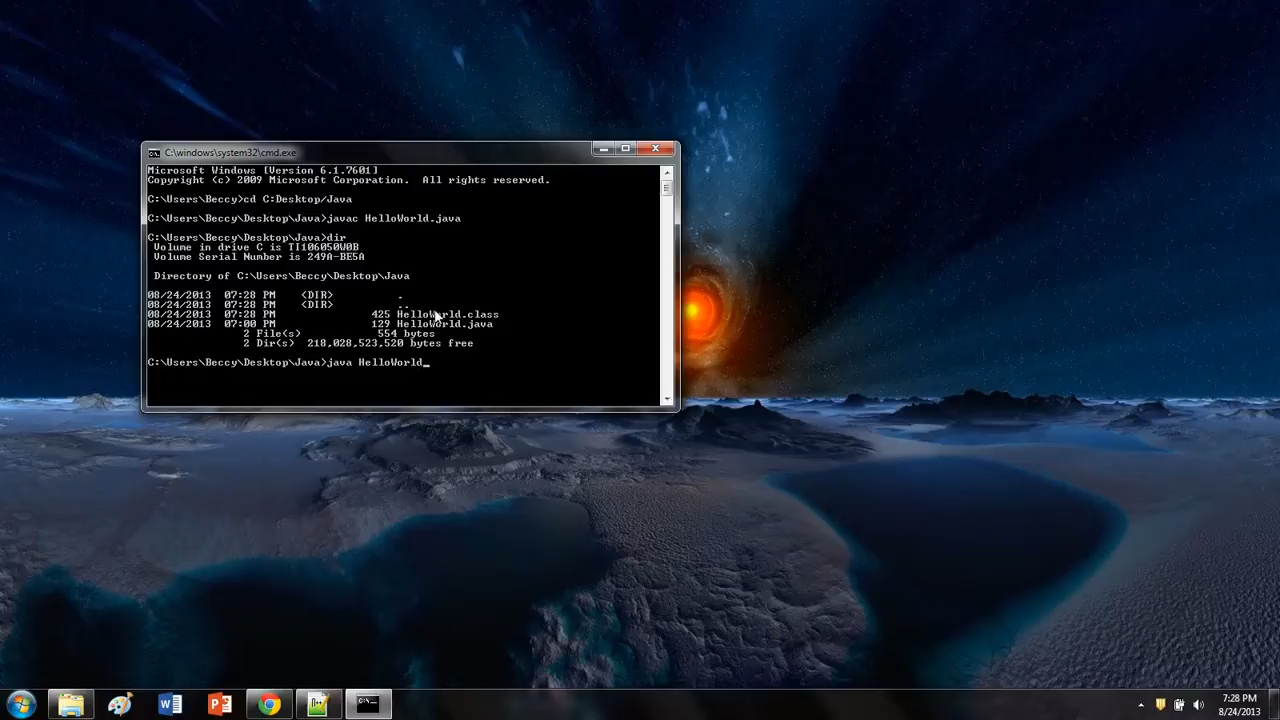 C:\windows\system32\cmd.exe
Microsoft Windows [Version 6.1.7601]
Copyright (c) 2009 Microsoft Corporation.  All rights reserved.
C:\Users\Beccy>cd C:Desktop/Java
C:\Users\Beccy\Desktop\Java>javac HelloWorld.java
C:\Users\Beccy\Desktop\Java>dir
Volume in drive C is TI106050W0B
Volume Serial Number is 249A-BE5A
Directory of C:\Users\Beccy\Desktop\Java
08/24/2013  07:28 PM    <DIR>          .
08/24/2013  07:28 PM    <DIR>          ..
08/24/2013  07:28 PM               425 HelloWorld.class
08/24/2013  07:00 PM               129 HelloWorld.java
2 File(s)            554 bytes
2 Dir(s)  218,028,523,520 bytes free
C:\Users\Beccy\Desktop\Java>java HelloWorld_
7:28 PM
8/24/2013